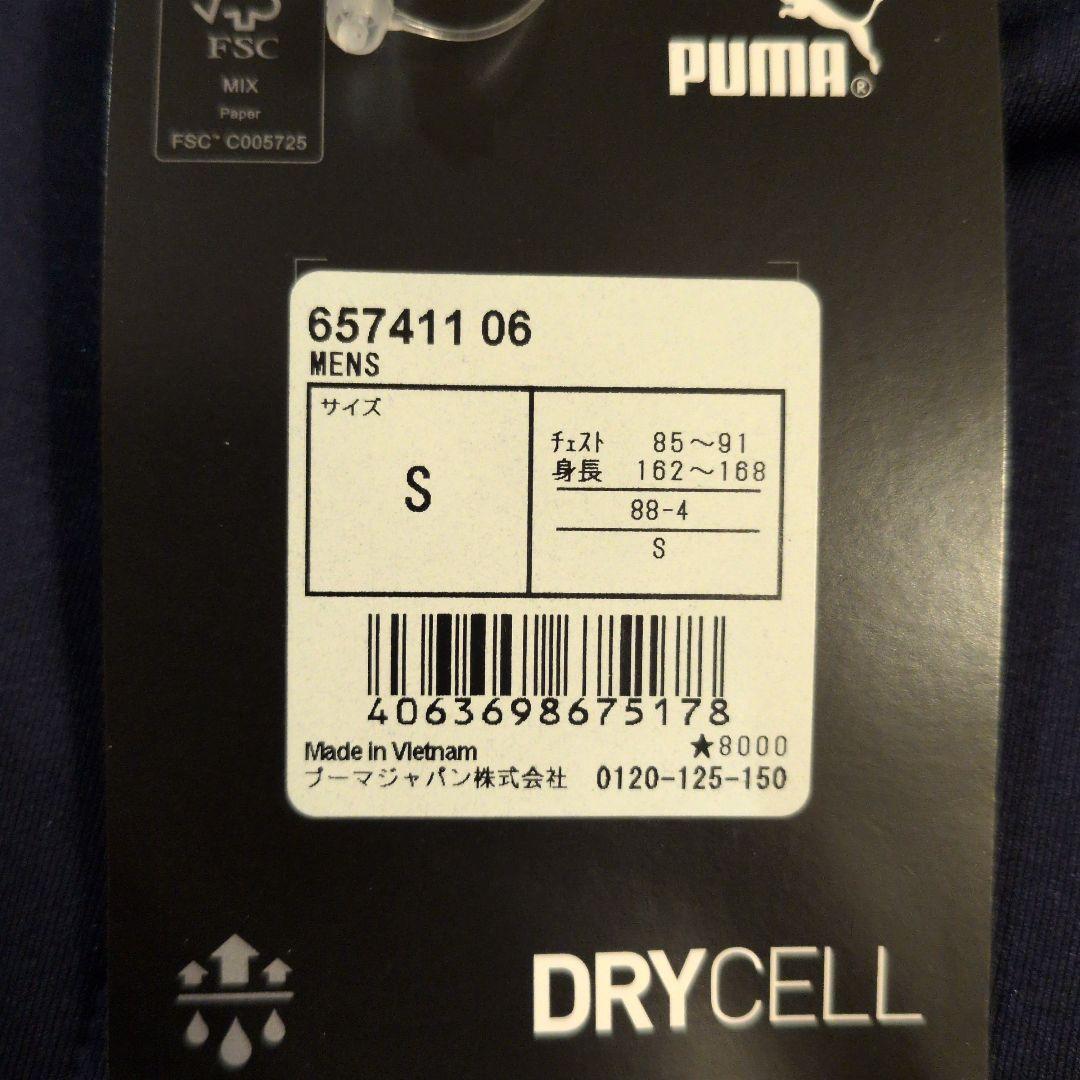 FSC
MIX
Paper
FSC™ C005725
PUMA®
657411 06
MENS
サイズ
S
チェスト 85～91
身長 162～168
88-4
S
4063698675178
Made in Vietnam
★8000
プーマジャパン株式会社 0120-125-150
DRYCELL